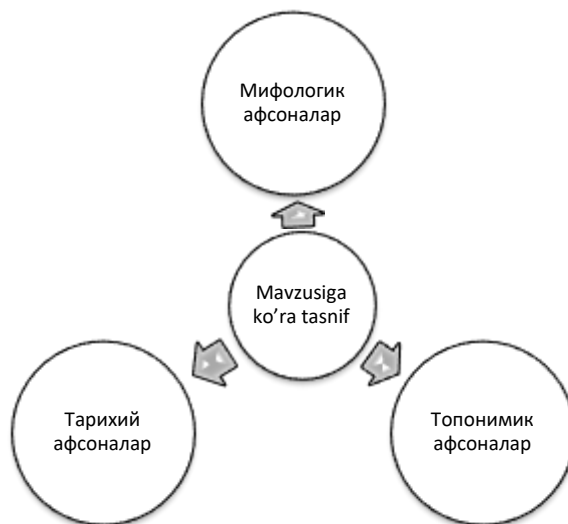 Мифологик
афсоналар
Mavzusiga
ko’ra tasnif
Тарихий
афсоналар
Топонимик
афсоналар